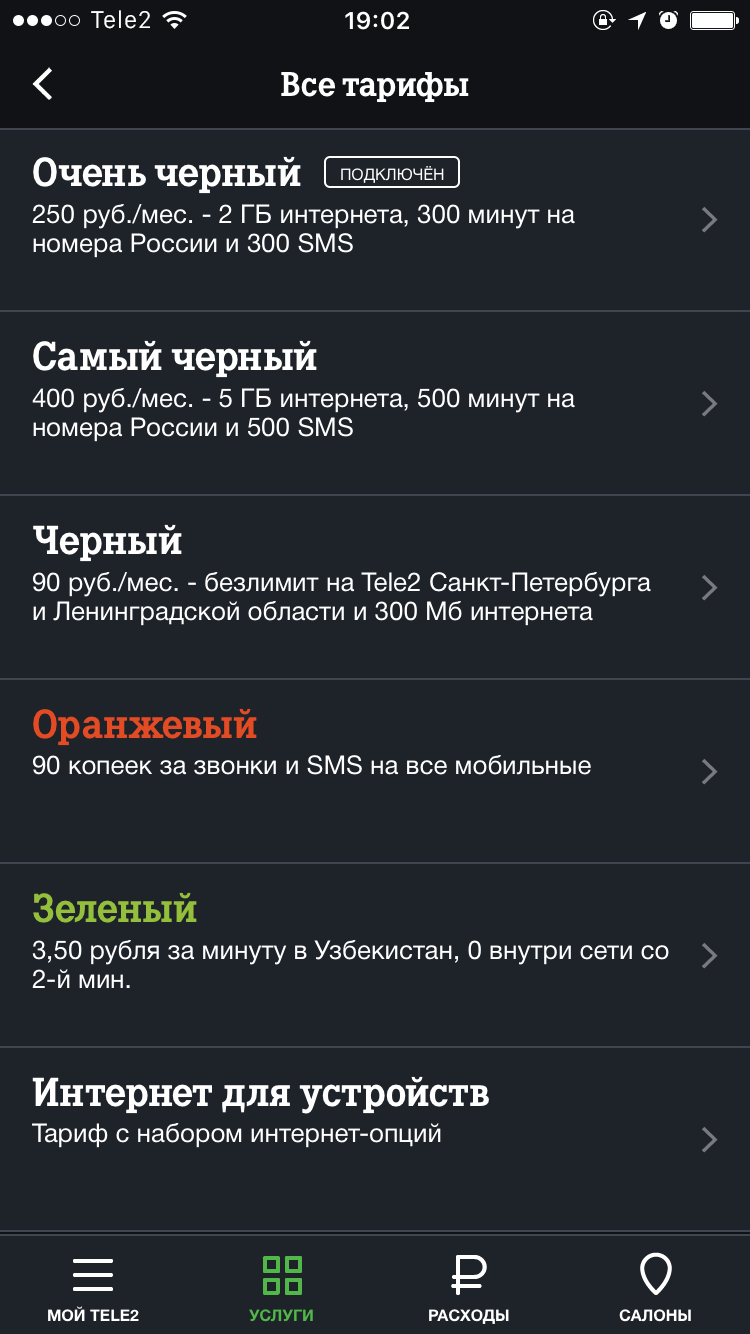 Tele2 19:02
Все тарифы
Очень черный ПОДКЛЮЧЁН
250 руб./мес. - 2 ГБ интернета, 300 минут на
номера России и 300 SMS
Самый черный
400 руб./мес. - 5 ГБ интернета, 500 минут на
номера России и 500 SMS
Черный
90 руб./мес. - безлимит на Tele2 Санкт-Петербурга
и Ленинградской области и 300 Мб интернета
Оранжевый
90 копеек за звонки и SMS на все мобильные
Зеленый
3,50 рубля за минуту в Узбекистан, 0 внутри сети со
2-й мин.
Интернет для устройств
Тариф с набором интернет-опций
МОЙ TELE2 УСЛУГИ РАСХОДЫ САЛОНЫ